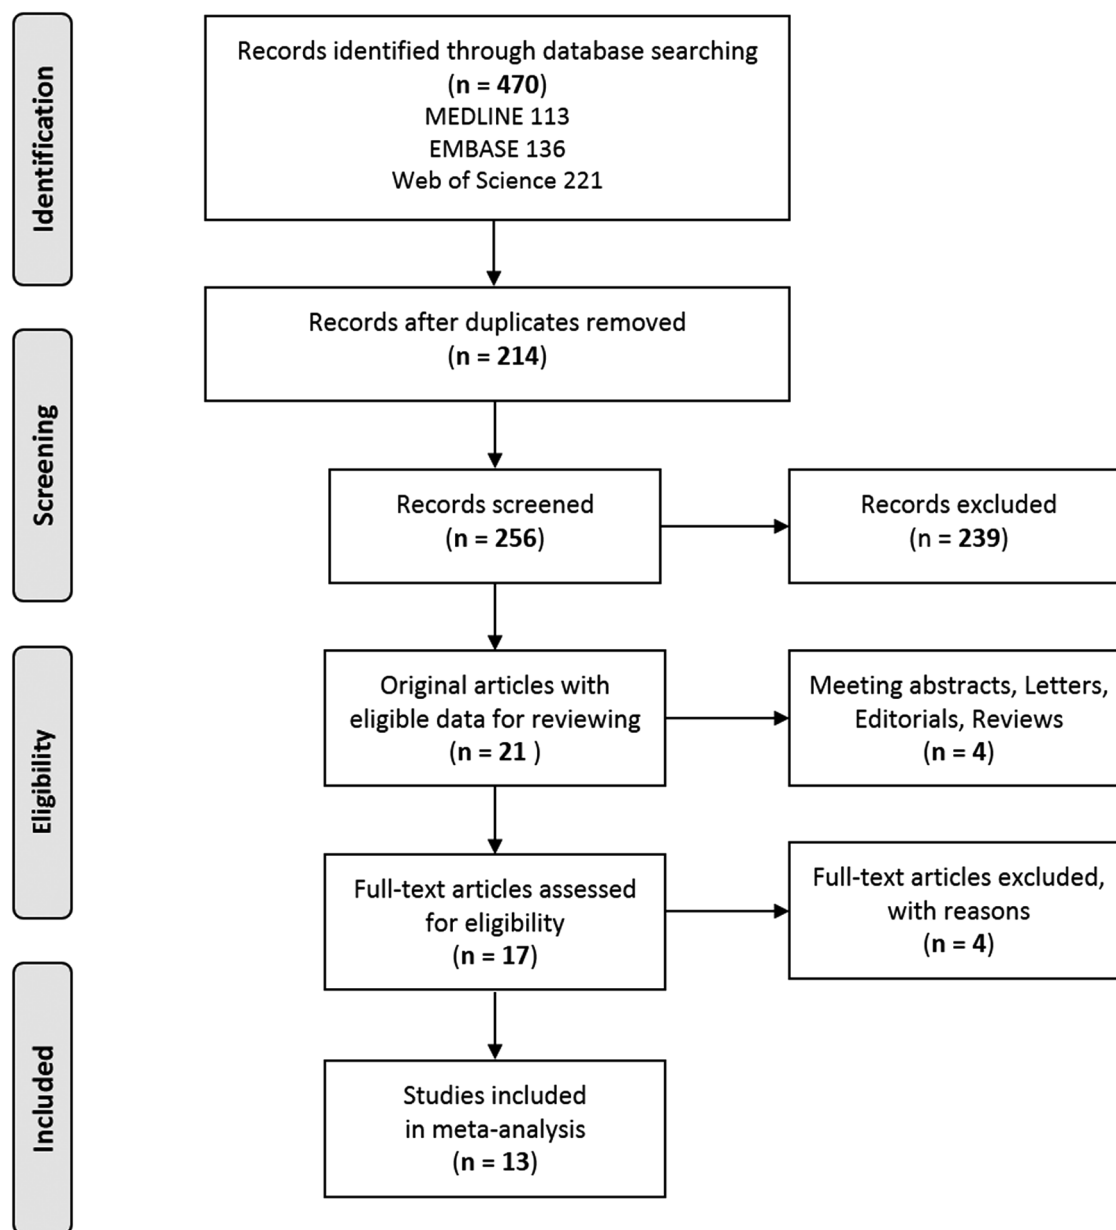 Identification
Records identified through database searching
(n = 470)
MEDLINE 113
EMBASE 136
Web of Science 221
Records after duplicates removed
(n = 214)
Screening
Records screened
(n = 256)
Records excluded
(n = 239)
Eligibility
Original articles with
eligible data for reviewing
(n = 21 )
Meeting abstracts, Letters,
Editorials, Reviews
(n = 4)
Full-text articles assessed
for eligibility
(n = 17)
Full-text articles excluded,
with reasons
(n = 4)
Included
Studies included
in meta-analysis
(n = 13)